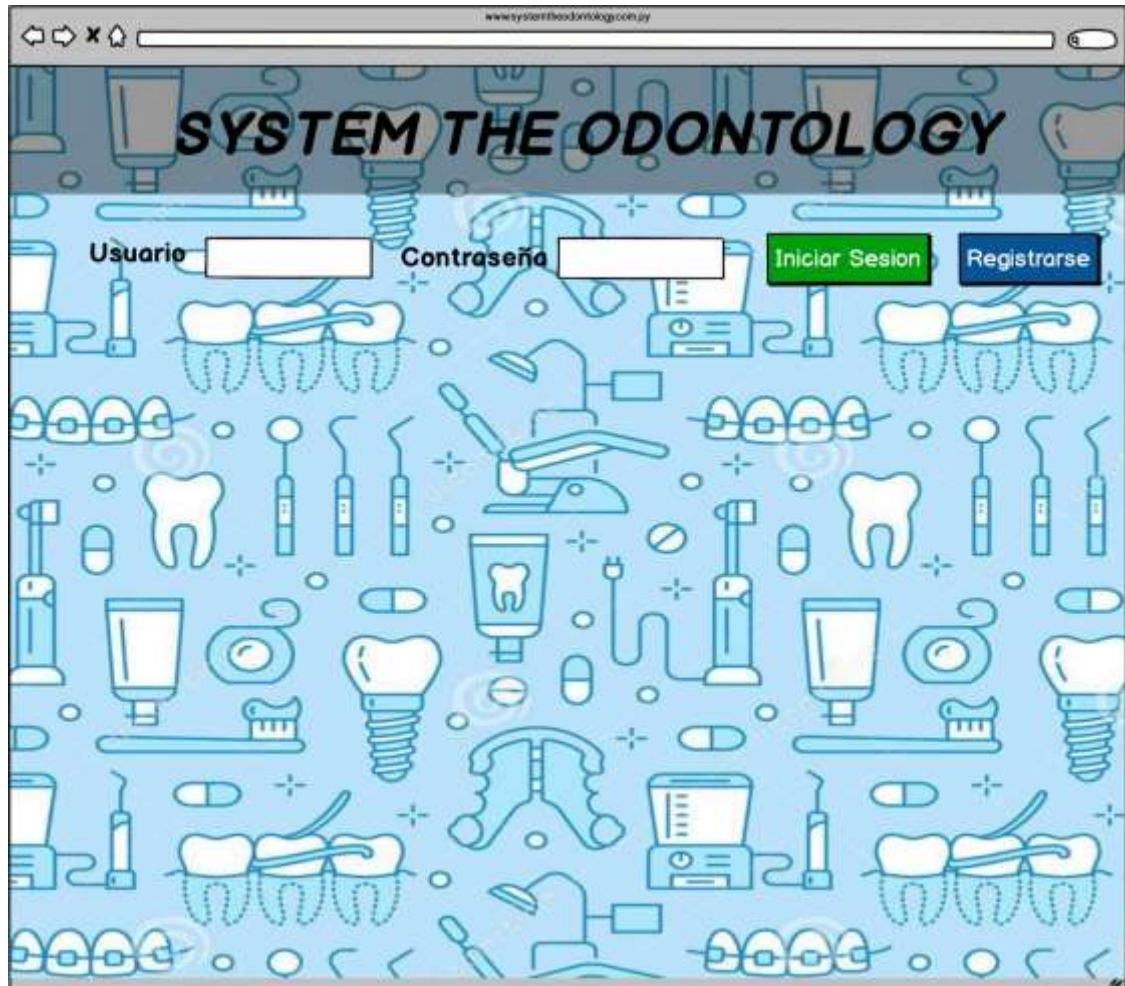 www.systemtheodontology.com.py
SYSTEM THE ODONTOLOGY
Usuario Contraseña Iniciar Sesion Registrarse